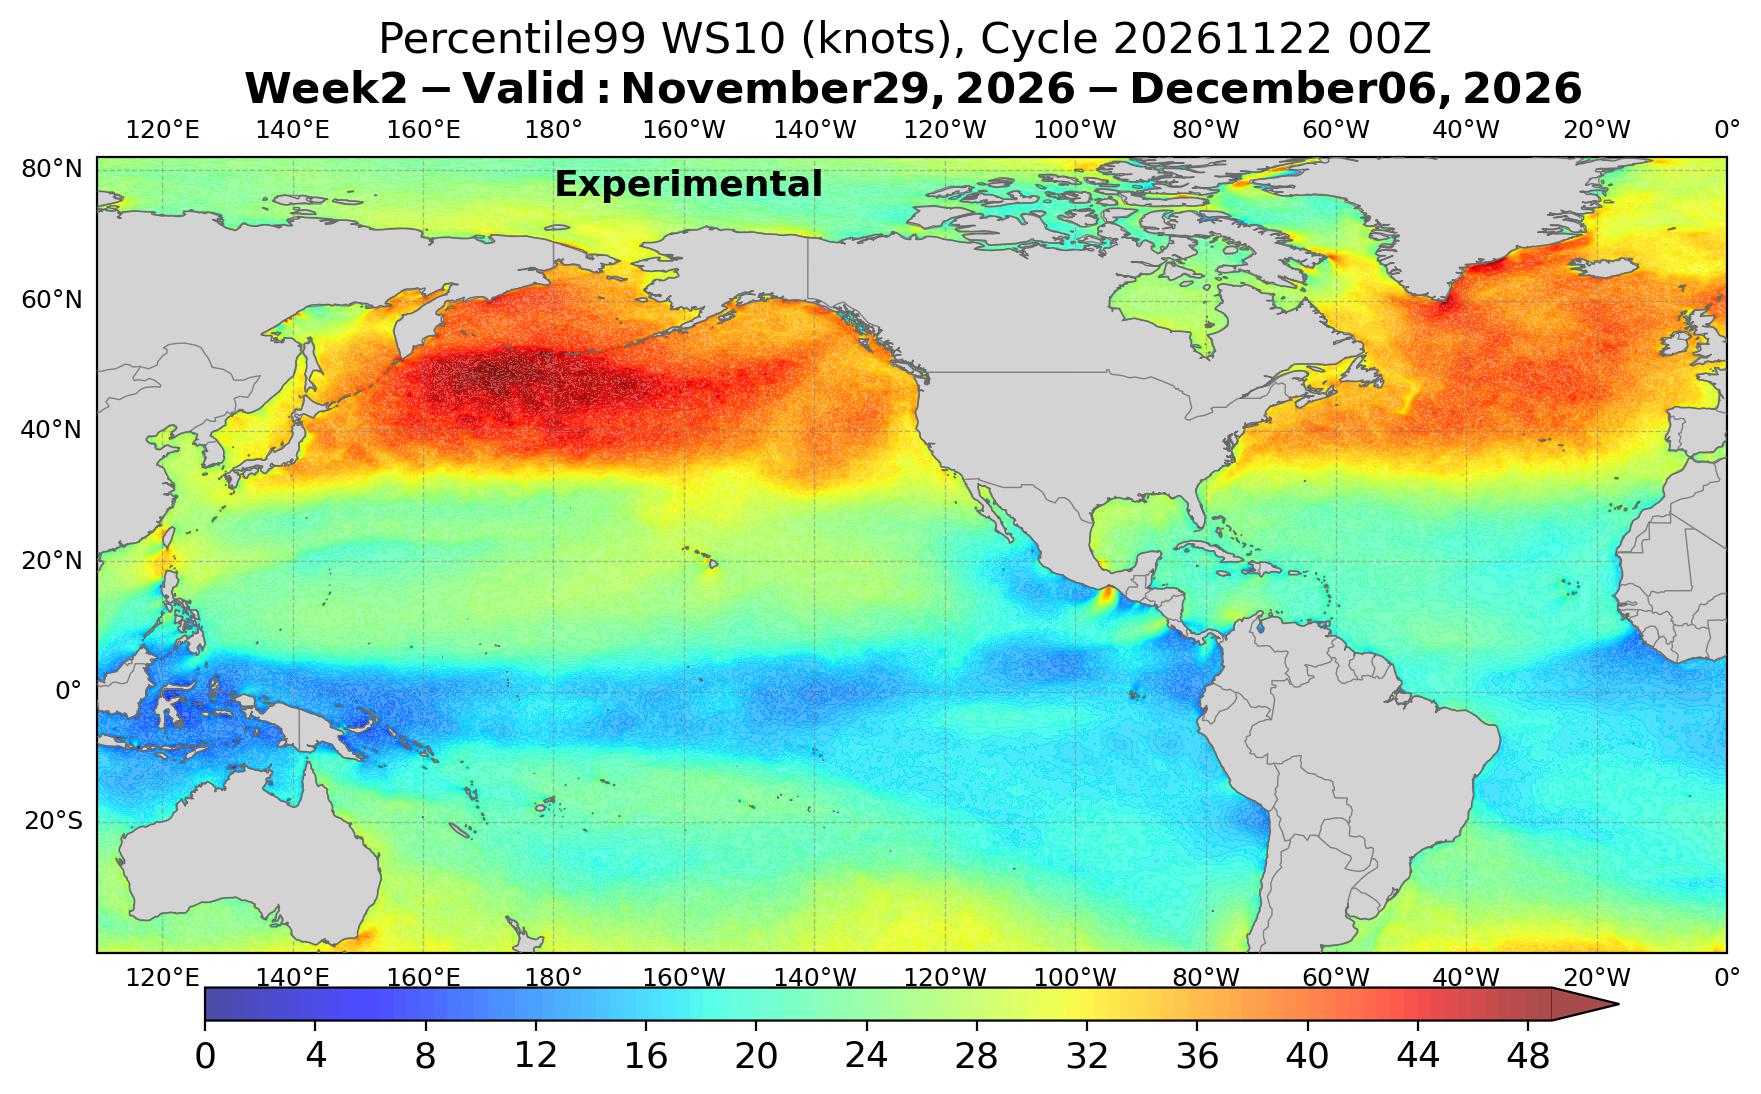 Percentile99 WS10 (knots), Cycle 20261122 00Z
Week2 − Valid : November29, 2026 − December06, 2026
120°E 140°E 160°E 180° 160°W 140°W 120°W 100°W 80°W 60°W 40°W 20°W 0°
80°N
Experimental
60°N
40°N
20°N
0°
20°S
120°E 140°E 160°E 180° 160°W 140°W 120°W 100°W 80°W 60°W 40°W 20°W 0°
0 4 8 12 16 20 24 28 32 36 40 44 48